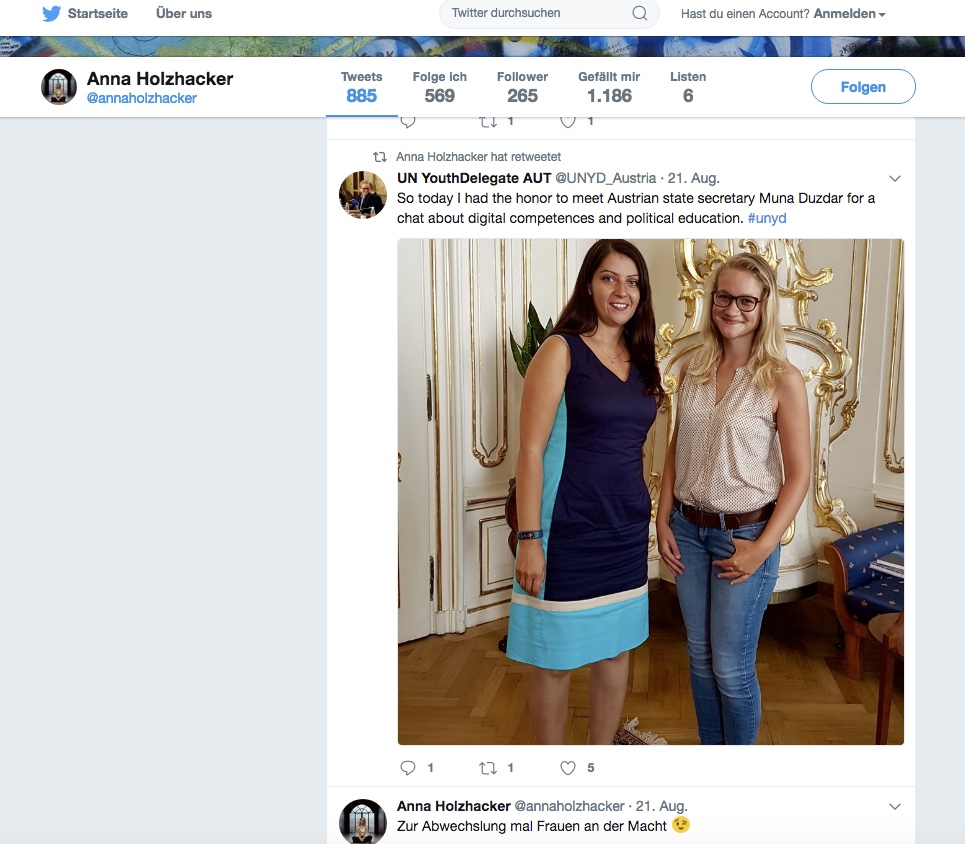 Startseite Über uns Twitter durchsuchen Hast du einen Account? Anmelden
Anna Holzhacker
@annaholzhacker
Tweets Folge ich Follower Gefällt mir Listen
885 569 265 1.186 6
Folgen
1 1
Anna Holzhacker hat retweetet
UN YouthDelegate AUT @UNYD_Austria · 21. Aug.
So today I had the honor to meet Austrian state secretary Muna Duzdar for a
chat about digital competences and political education. #unyd
1 1 5
Anna Holzhacker @annaholzhacker · 21. Aug.
Zur Abwechslung mal Frauen an der Macht 😉